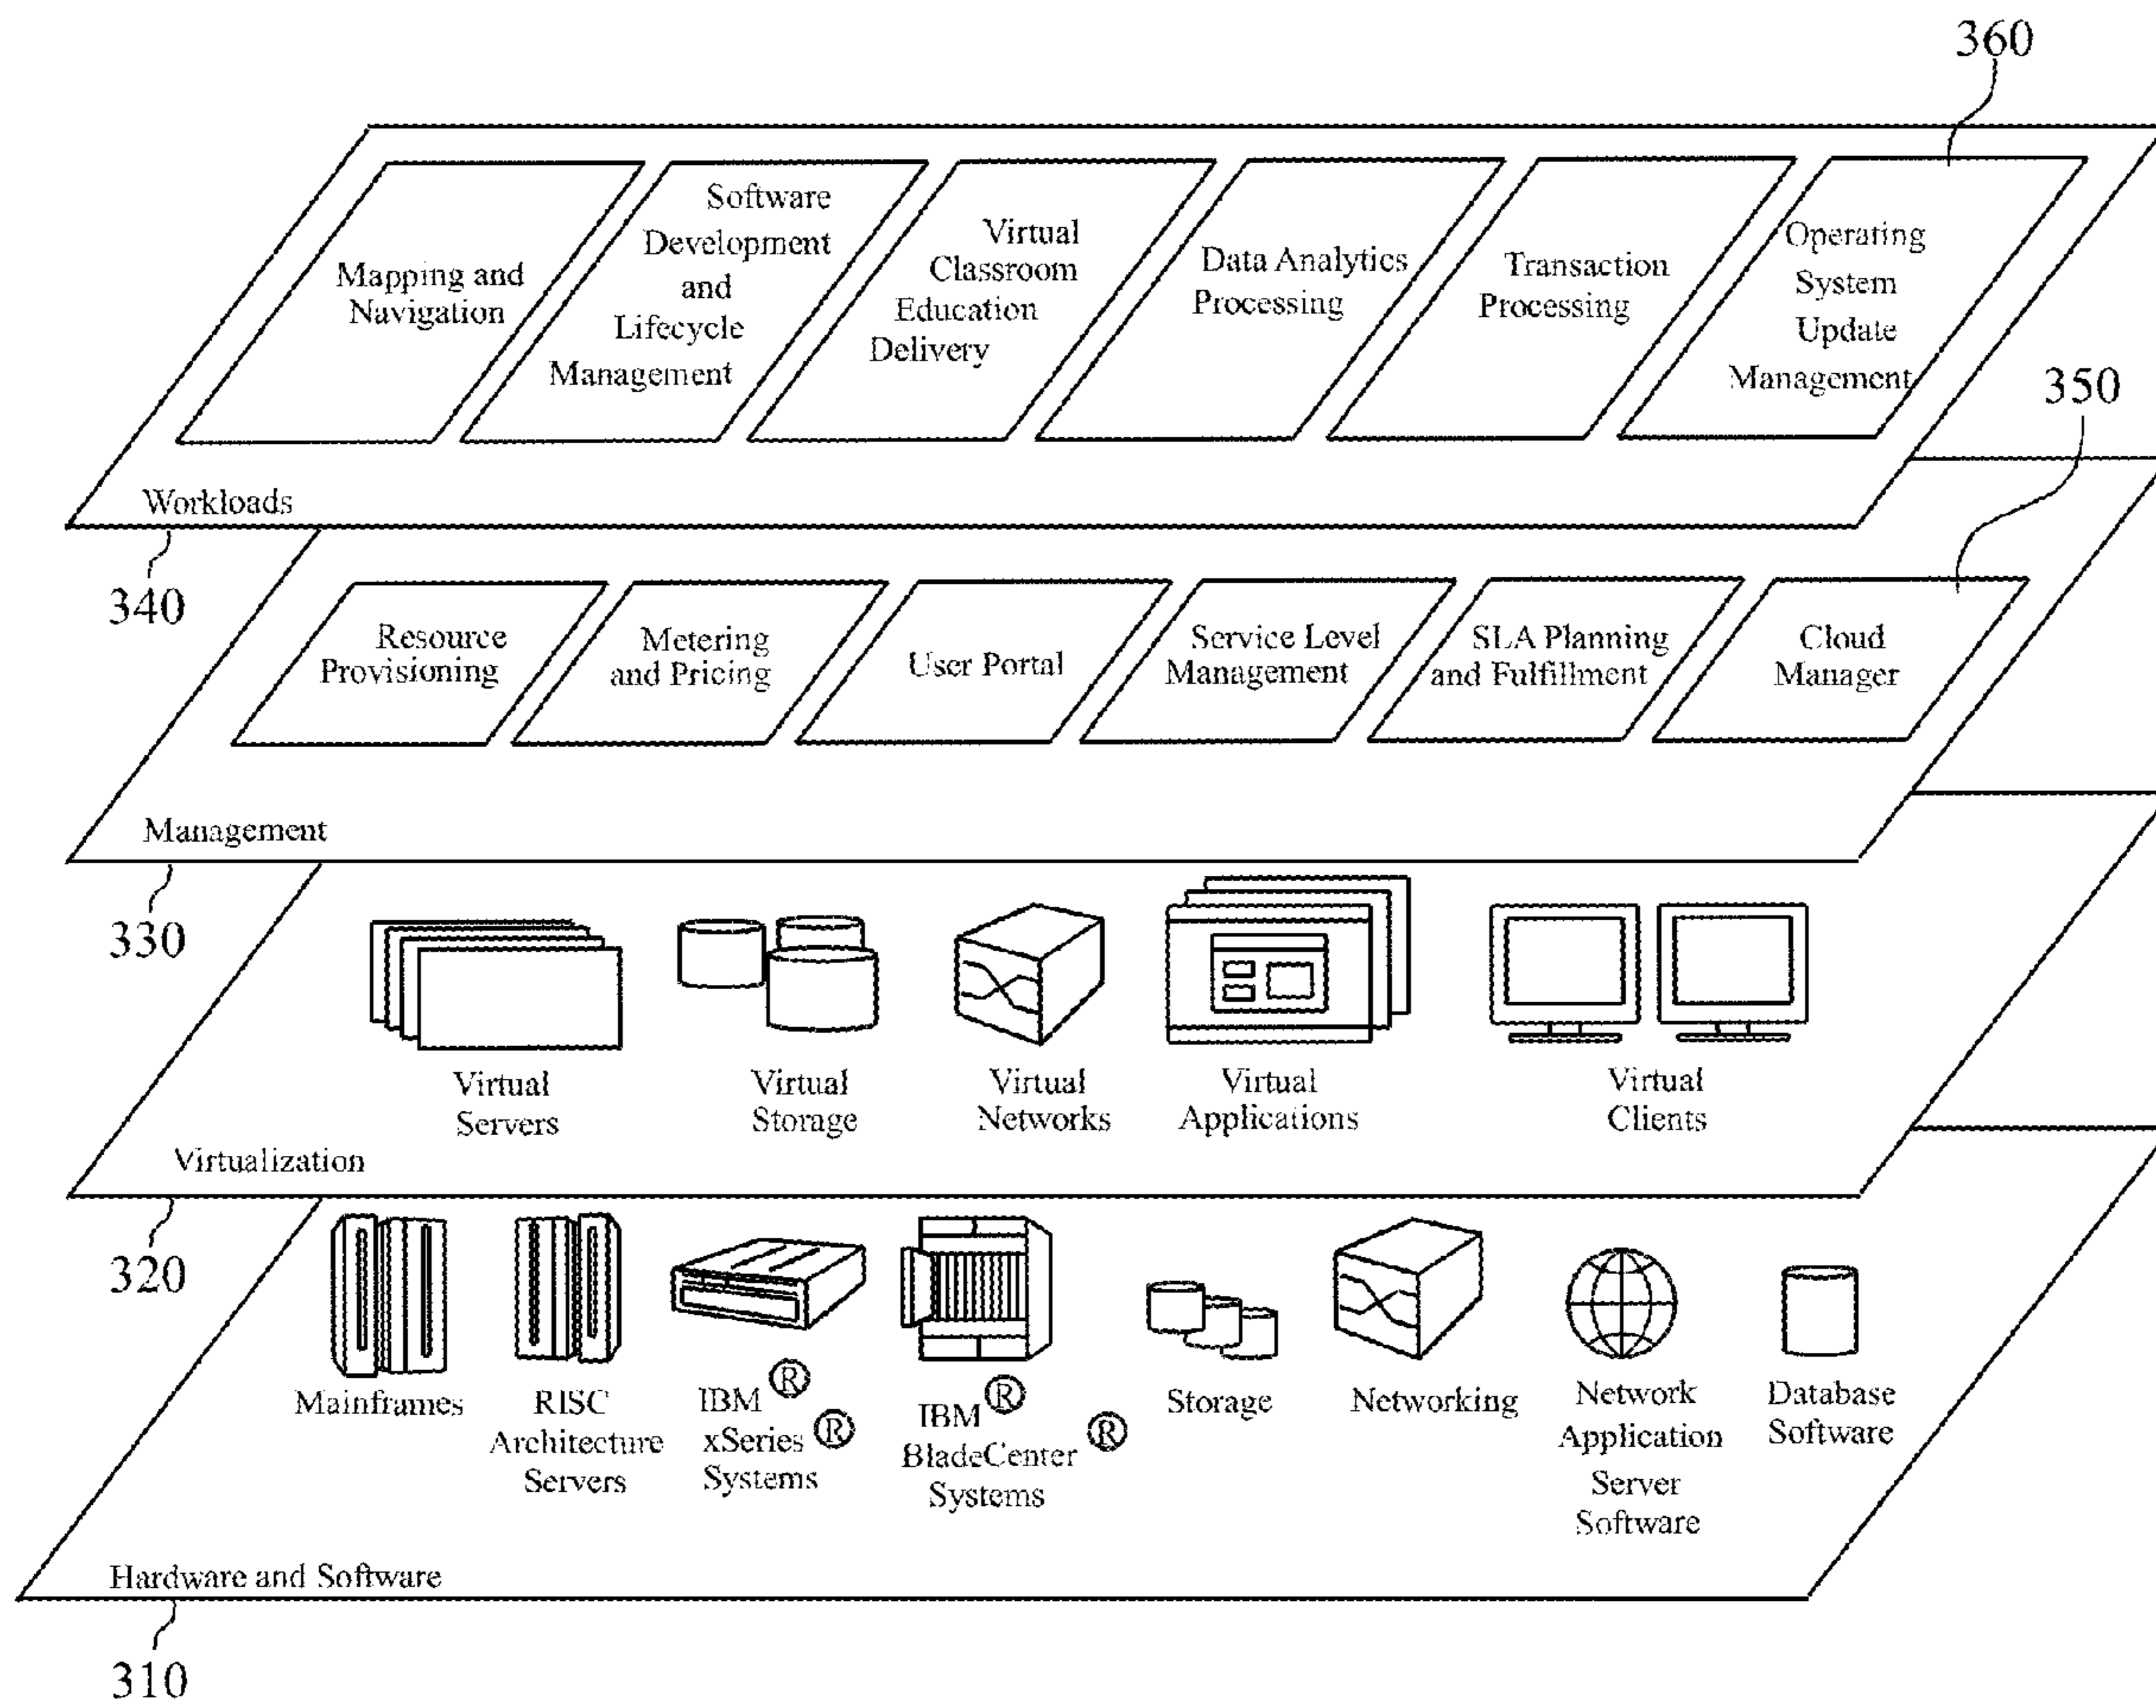 360
Mapping and
Navigation
Software
Development
and
Lifecycle
Management
Virtual
Classroom
Education
Delivery
Data Analytics
Processing
Transaction
Processing
Operating
System
Update
Management
350
Workloads
340
Resource
Provisioning
Metering
and Pricing
User Portal
Service Level
Management
SLA Planning
and Fulfillment
Cloud
Manager
Management
330
Virtual
Servers
Virtual
Storage
Virtual
Networks
Virtual
Applications
Virtual
Clients
Virtualization
320
Mainframes
RISC
Architecture
Servers
IBM ®
xSeries ®
Systems
IBM ®
BladeCenter ®
Systems
Storage
Networking
Network
Application
Server
Software
Database
Software
Hardware and Software
310